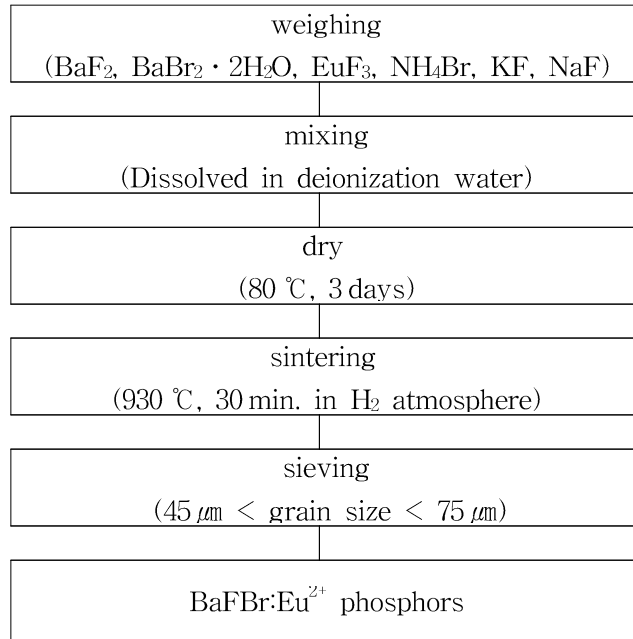 weighing
(BaF₂, BaBr₂・2H₂O, EuF₃, NH₄Br, KF, NaF)
mixing
(Dissolved in deionization water)
dry
(80 ℃, 3 days)
sintering
(930 ℃, 30 min. in H₂ atmosphere)
sieving
(45 ㎛ < grain size < 75 ㎛)
BaFBr:Eu²⁺ phosphors